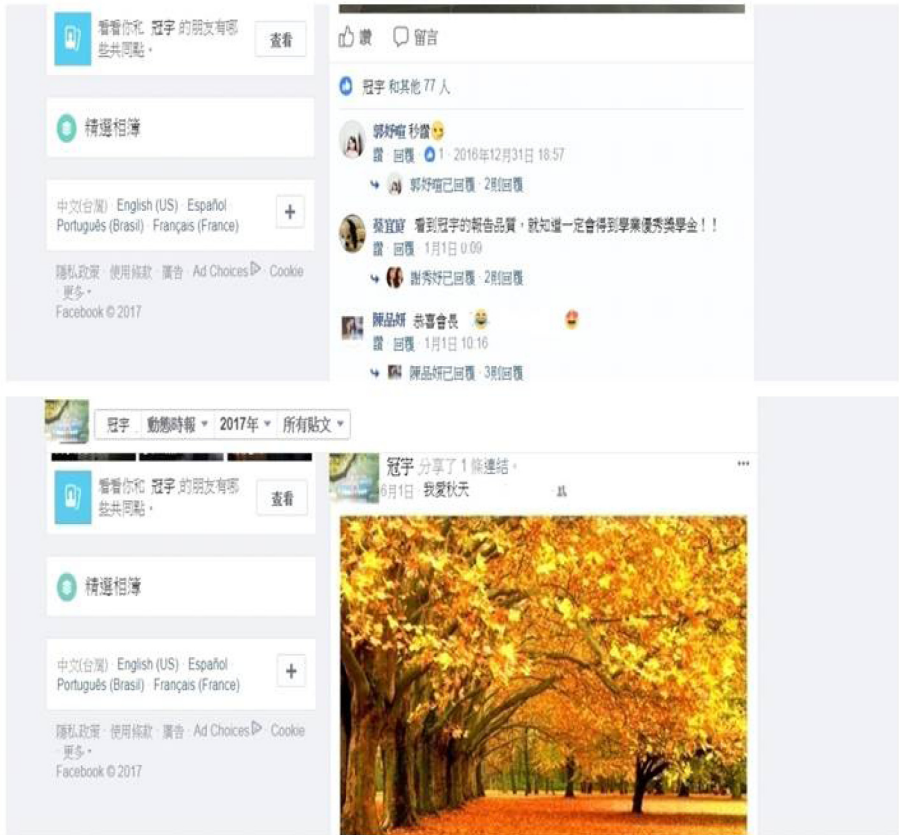 看看你和 冠宇 的朋友有哪
些共同點。
查看
精選相簿
中文(台灣) · English (US) · Español ·
Português (Brasil) · Français (France)
+
隱私政策 · 使用條款 · 廣告 · Ad Choices · Cookie
· 更多
Facebook © 2017
讚 留言
冠宇 和其他 77 人
郭妤暄 秒讚
讚 · 回覆 · 1 · 2016年12月31日 18:57
郭妤暄已回覆 · 2則回覆
蔡宜庭 看到冠宇的報告品質,就知道一定會得到學業優秀獎學金!!
讚 · 回覆 · 1月1日 0:09
謝秀妤已回覆 · 2則回覆
陳品妍 恭喜會長
讚 · 回覆 · 1月1日 10:16
陳品妍已回覆 · 3則回覆
冠宇 動態時報 2017年 所有貼文
看看你和 冠宇 的朋友有哪
些共同點。
查看
精選相簿
中文(台灣) · English (US) · Español ·
Português (Brasil) · Français (France)
+
隱私政策 · 使用條款 · 廣告 · Ad Choices · Cookie
· 更多
Facebook © 2017
冠宇 分享了 1 條連結。
6月1日 · 我愛秋天